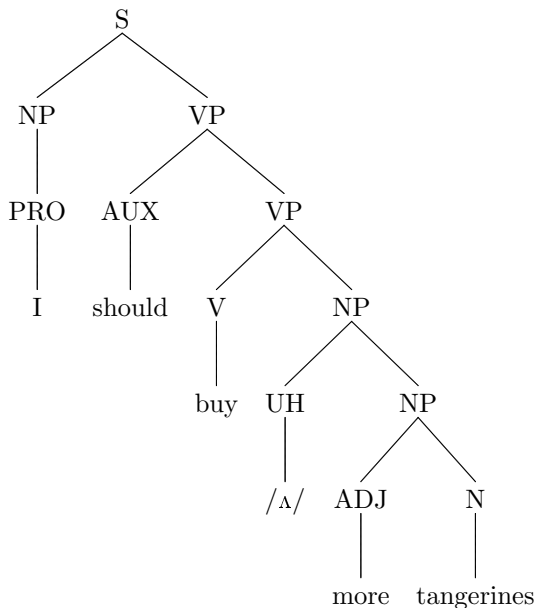 S
NP VP
PRO AUX VP
I should V NP
buy UH NP
/ʌ/ ADJ N
more tangerines